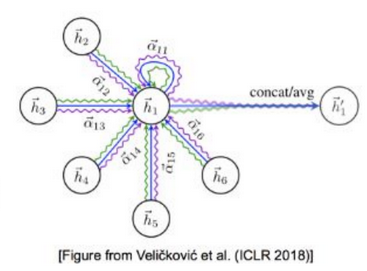 h⃗₂
α⃗₁₁
α⃗₁₂
concat/avg
h⃗₃
h⃗₁
h⃗′₁
α⃗₁₃
α⃗₁₆
α⃗₁₄
α⃗₁₅
h⃗₄
h⃗₆
h⃗₅
[Figure from Veličković et al. (ICLR 2018)]